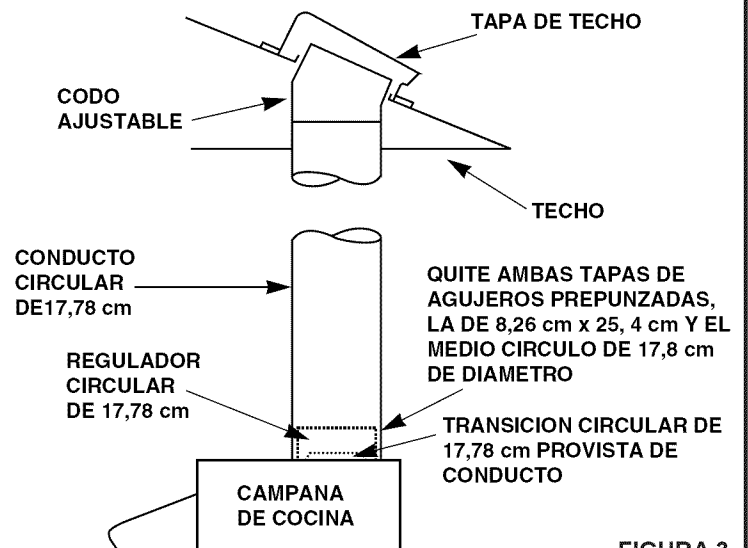 TAPA DE TECHO
CODO
AJUSTABLE
TECHO
CONDUCTO
CIRCULAR
DE17,78 cm
QUITE AMBAS TAPAS DE
AGUJEROS PREPUNZADAS,
LA DE 8,26 cm x 25, 4 cm Y EL
MEDIO CIRCULO DE 17,8 cm
DE DIAMETRO
REGULADOR
CIRCULAR
DE 17,78 cm
TRANSICION CIRCULAR DE
17,78 cm PROVISTA DE
CONDUCTO
CAMPANA
DE COCINA
FIGURA